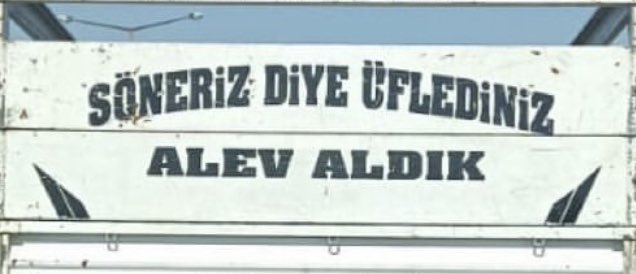 SÖNERİZ DİYE ÜFLEDİNİZ
ALEV ALDIK